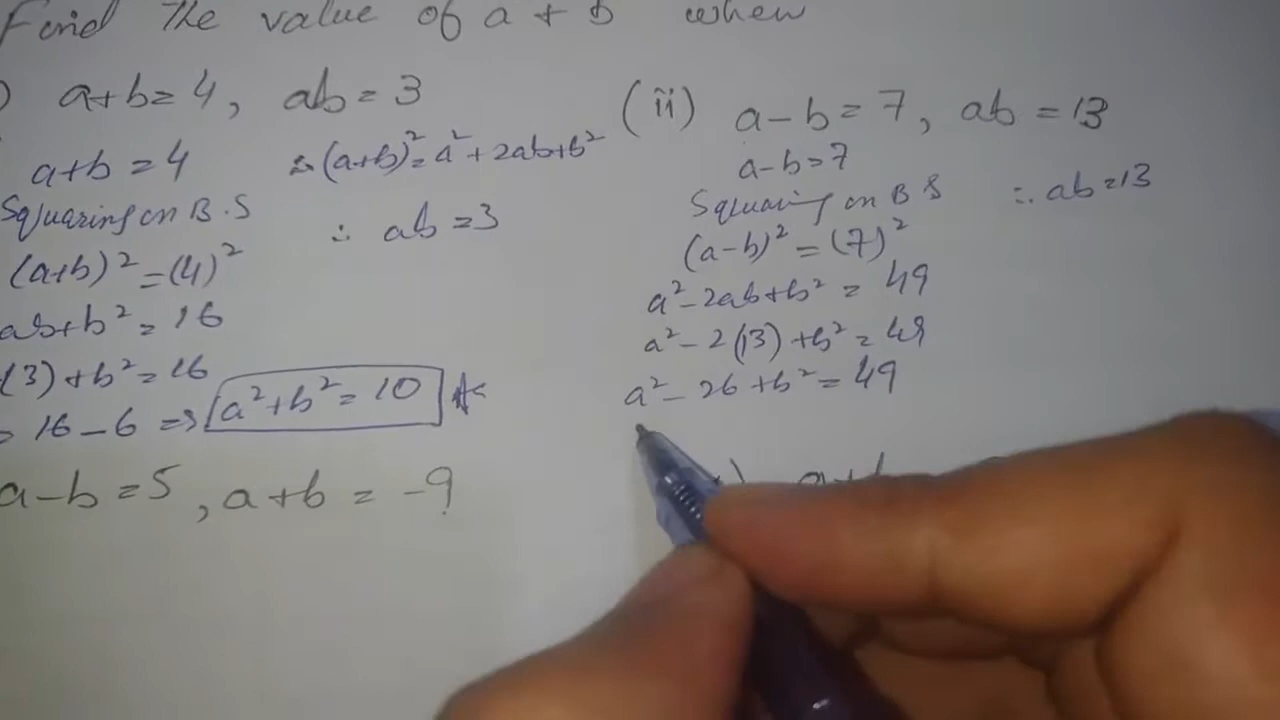 Find the value of a + b when
) a+b=4, ab=3
a+b=4 ∴(a+b)²=a²+2ab+b²
Squaring on B.S
∴ ab=3
(a+b)²=(4)²
ab+b²=16
(3)+b²=16
16-6 => a²+b²=10
a-b=5, a+b=-9
(ii) a-b=7, ab=13
a-b=7
Squaring on B S ∴ ab=13
(a-b)²=(7)²
a²-2ab+b²=49
a²-2(13)+b²=49
a²-26+b²=49